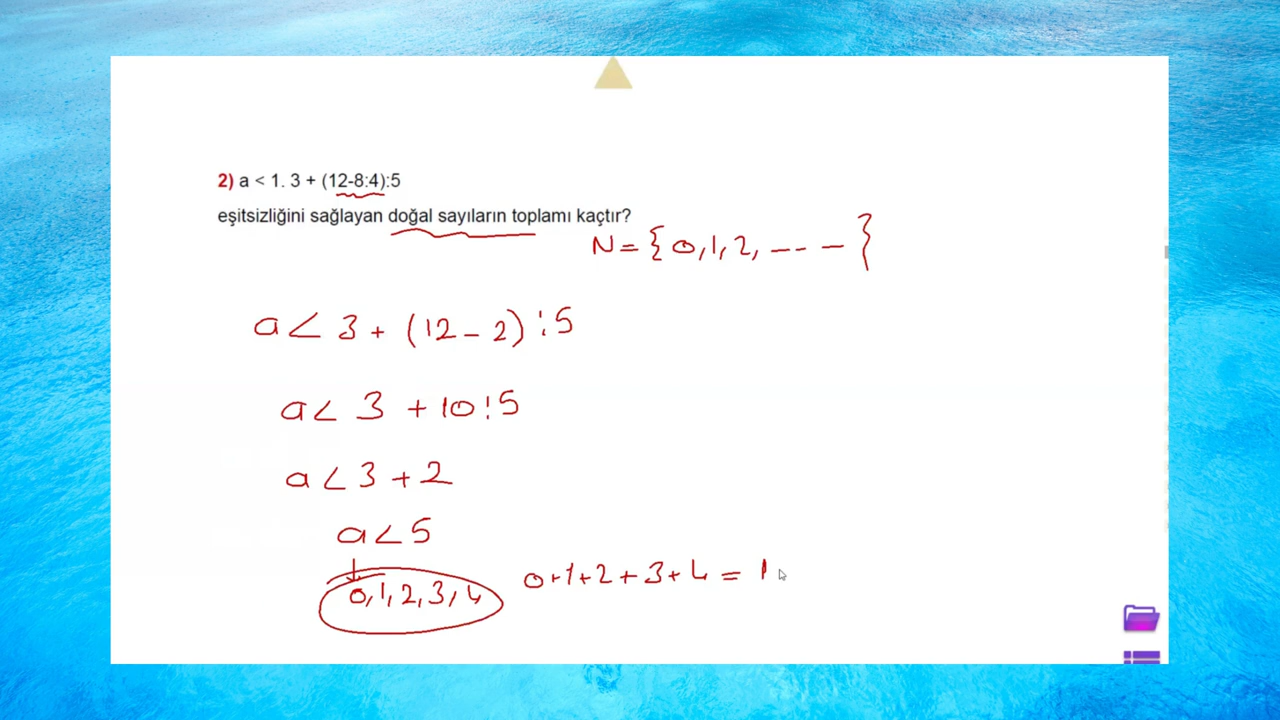 2) a < 1. 3 + (12-8:4):5
eşitsizliğini sağlayan doğal sayıların toplamı kaçtır?
N = {0, 1, 2, --- - }
a < 3 + (12 - 2) : 5
a < 3 + 10 : 5
a < 3 + 2
a < 5
0, 1, 2, 3, 4
0+1+2+3+4 = 1